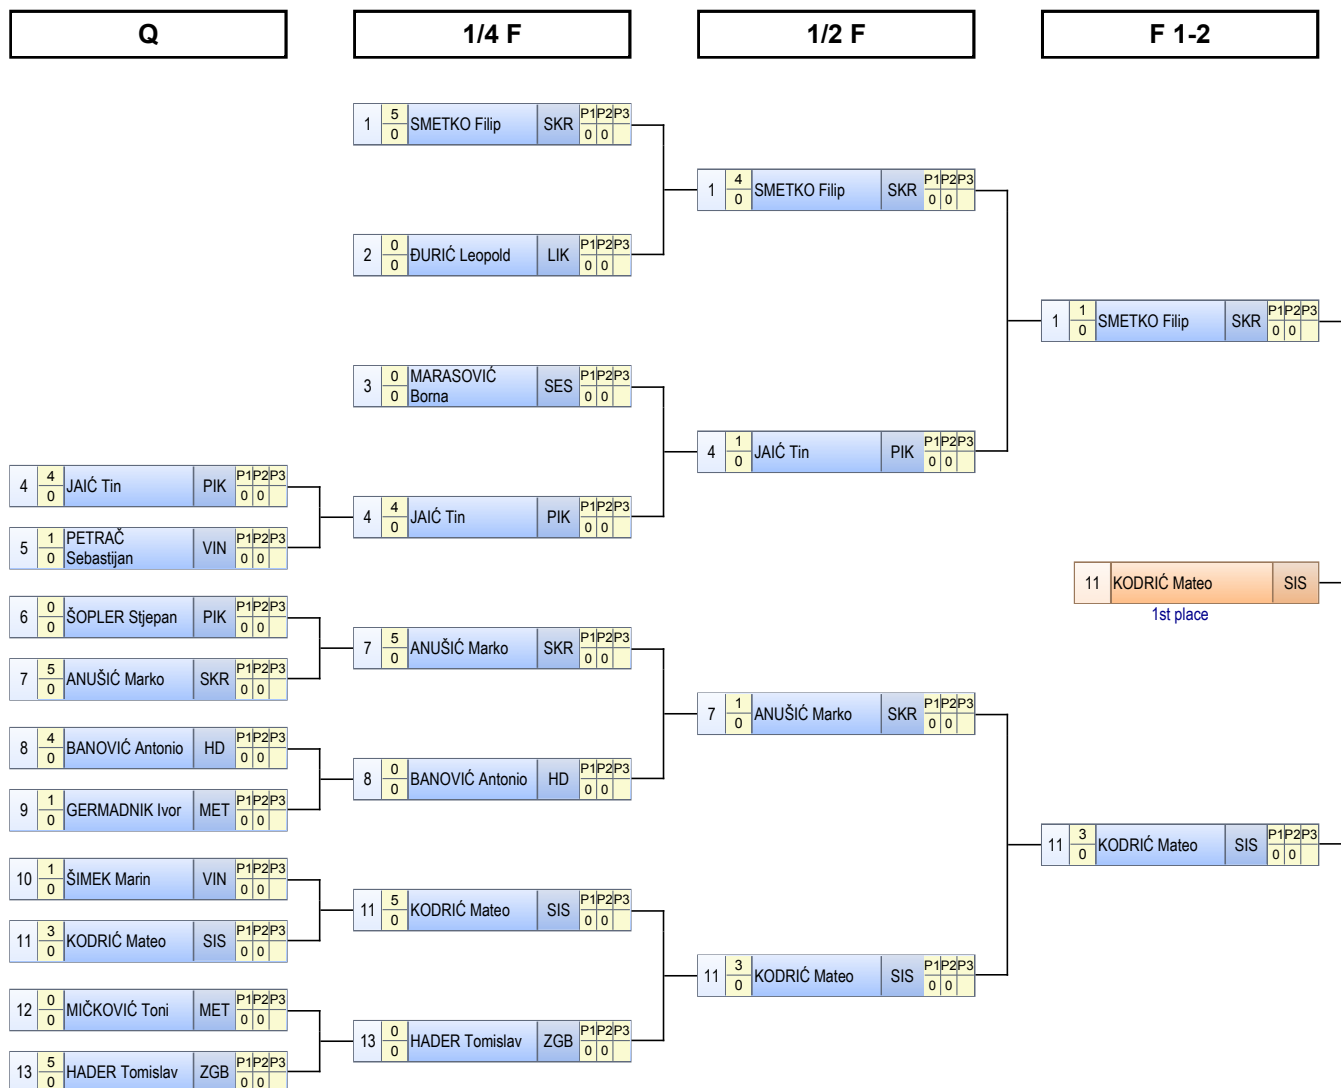 Q 1/4 F 1/2 F F 1-2
1 5 0 SMETKO Filip SKR P1 P2 P3 0 0
1 4 0 SMETKO Filip SKR P1 P2 P3 0 0
2 0 0 ĐURIĆ Leopold LIK P1 P2 P3 0 0
1 1 0 SMETKO Filip SKR P1 P2 P3 0 0
3 0 0 MARASOVIĆ
Borna SES P1 P2 P3 0 0
4 1 0 JAIĆ Tin PIK P1 P2 P3 0 0
4 4 0 JAIĆ Tin PIK P1 P2 P3 0 0
4 4 0 JAIĆ Tin PIK P1 P2 P3 0 0
5 1 0 PETRAČ
Sebastijan VIN P1 P2 P3 0 0
11 KODRIĆ Mateo SIS
1st place
6 0 0 ŠOPLER Stjepan PIK P1 P2 P3 0 0
7 5 0 ANUŠIĆ Marko SKR P1 P2 P3 0 0
7 5 0 ANUŠIĆ Marko SKR P1 P2 P3 0 0
7 1 0 ANUŠIĆ Marko SKR P1 P2 P3 0 0
8 4 0 BANOVIĆ Antonio HD P1 P2 P3 0 0
8 0 0 BANOVIĆ Antonio HD P1 P2 P3 0 0
9 1 0 GERMADNIK Ivor MET P1 P2 P3 0 0
11 3 0 KODRIĆ Mateo SIS P1 P2 P3 0 0
10 1 0 ŠIMEK Marin VIN P1 P2 P3 0 0
11 5 0 KODRIĆ Mateo SIS P1 P2 P3 0 0
11 3 0 KODRIĆ Mateo SIS P1 P2 P3 0 0
11 3 0 KODRIĆ Mateo SIS P1 P2 P3 0 0
12 0 0 MIČKOVIĆ Toni MET P1 P2 P3 0 0
13 0 0 HADER Tomislav ZGB P1 P2 P3 0 0
13 5 0 HADER Tomislav ZGB P1 P2 P3 0 0